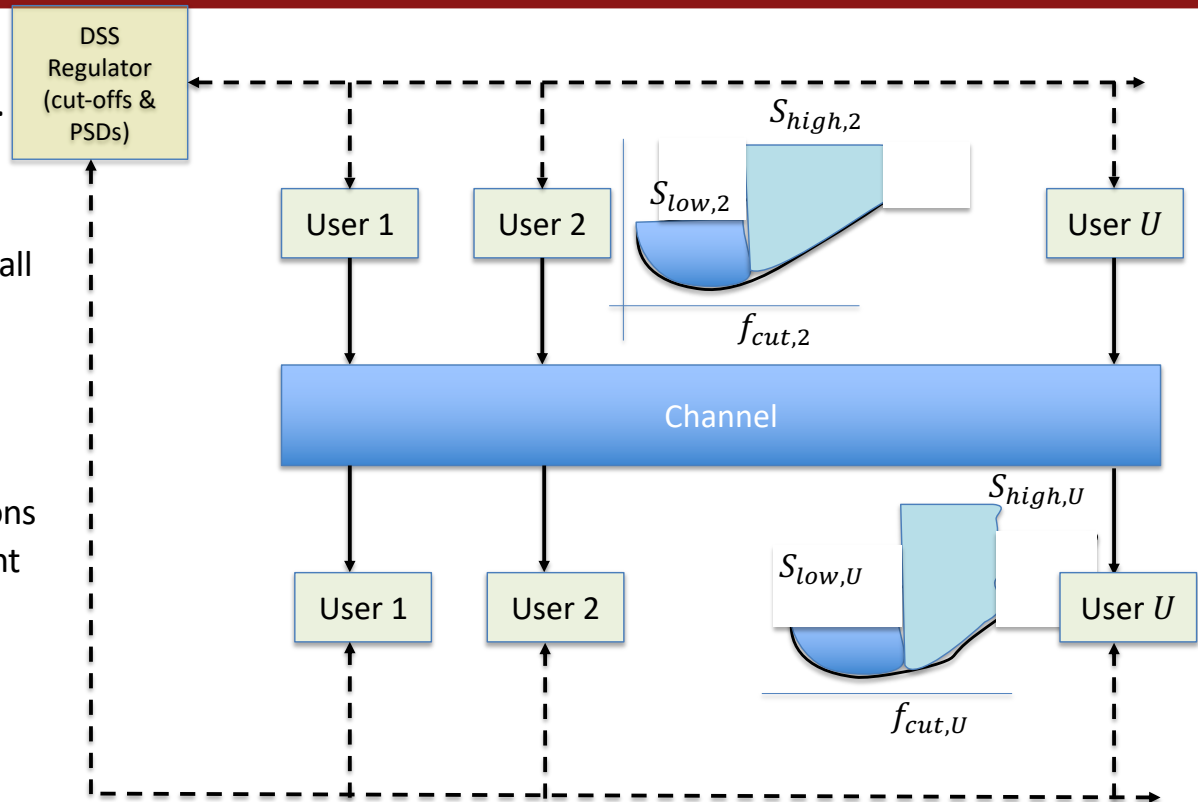 DSS
Regulator
(cut-offs &
PSDs)
.
S_{high,2}
S_{low,2}
User 1
User 2
User U
all
f_{cut,2}
Channel
S_{high,U}
ons
nt
S_{low,U}
User 1
User 2
User U
f_{cut,U}